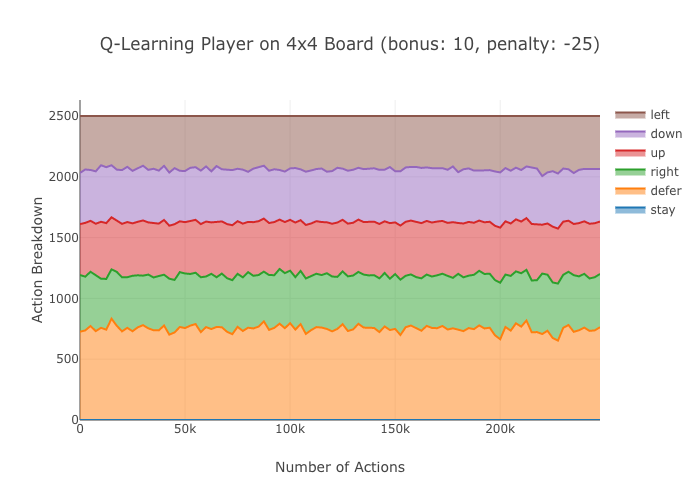 Q-Learning Player on 4x4 Board (bonus: 10, penalty: -25)
2500
2000
1500
1000
500
0
Action Breakdown
0 50k 100k 150k 200k
Number of Actions
left
down
up
right
defer
stay